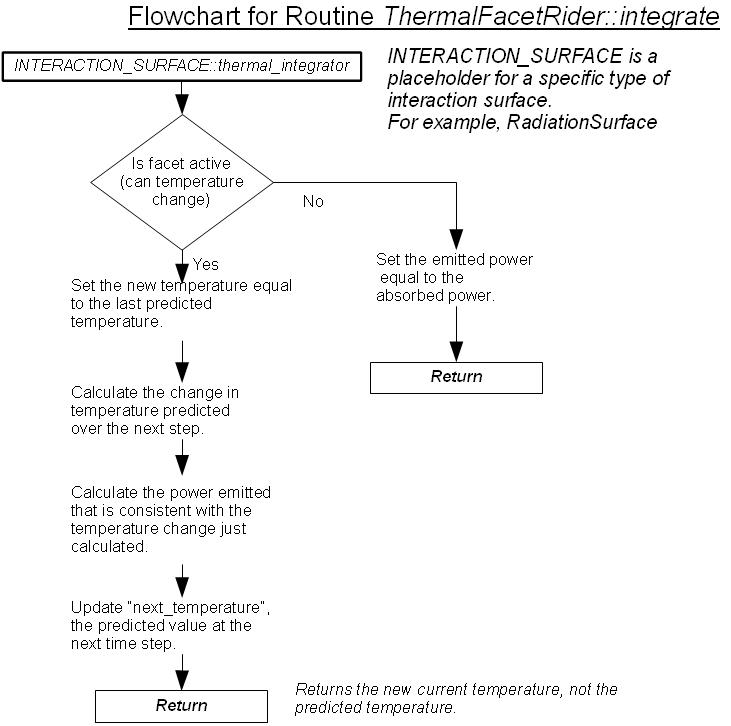 Flowchart for Routine ThermalFacetRider::integrate
INTERACTION_SURFACE::thermal_integrator
INTERACTION_SURFACE is a
placeholder for a specific type of
interaction surface.
For example, RadiationSurface
Is facet active
(can temperature
change)
No
Yes
Set the emitted power
equal to the
absorbed power.
Return
Set the new temperature equal
to the last predicted
temperature.
Calculate the change in
temperature predicted
over the next step.
Calculate the power emitted
that is consistent with the
temperature change just
calculated.
Update "next_temperature",
the predicted value at the
next time step.
Return
Returns the new current temperature, not the
predicted temperature.